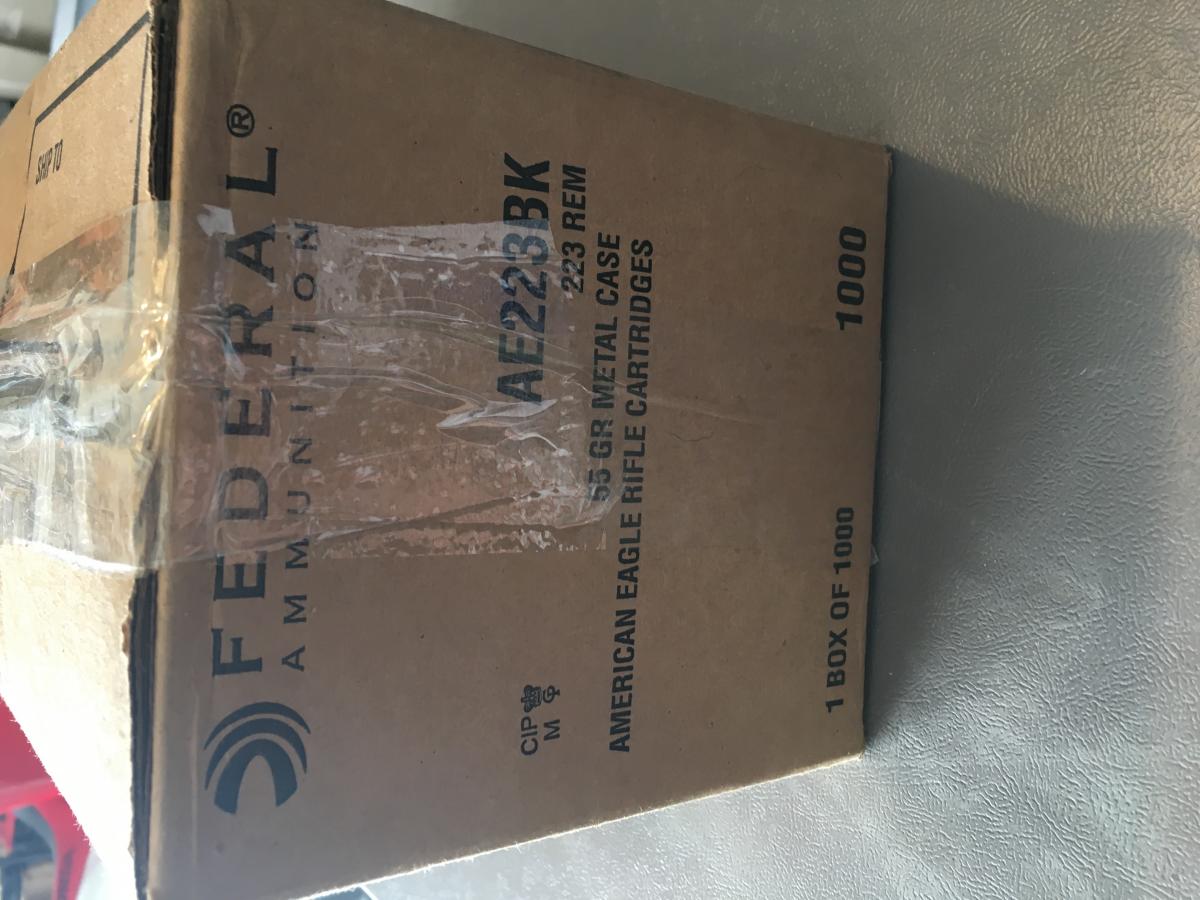 SHIP TO
FEDERAL®
AMMUNITION
AE223BK
223 REM
CIP
M GP
55 GR METAL CASE
AMERICAN EAGLE RIFLE CARTRIDGES
1 BOX OF 1000
1000